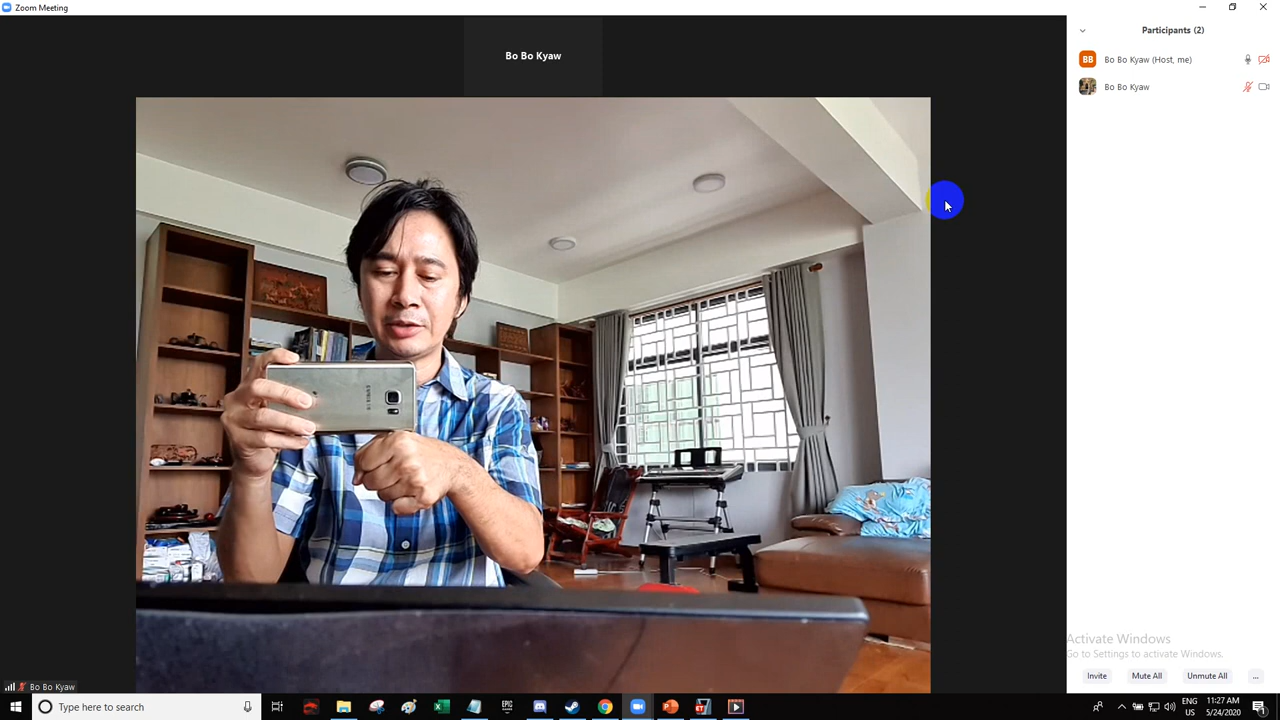 Zoom Meeting
Bo Bo Kyaw
Participants (2)
BB Bo Bo Kyaw (Host, me)
Bo Bo Kyaw
Activate Windows
Go to Settings to activate Windows.
Invite Mute All Unmute All ...
Bo Bo Kyaw
Type here to search
EPIC
ENG 11:27 AM
US 5/24/2020